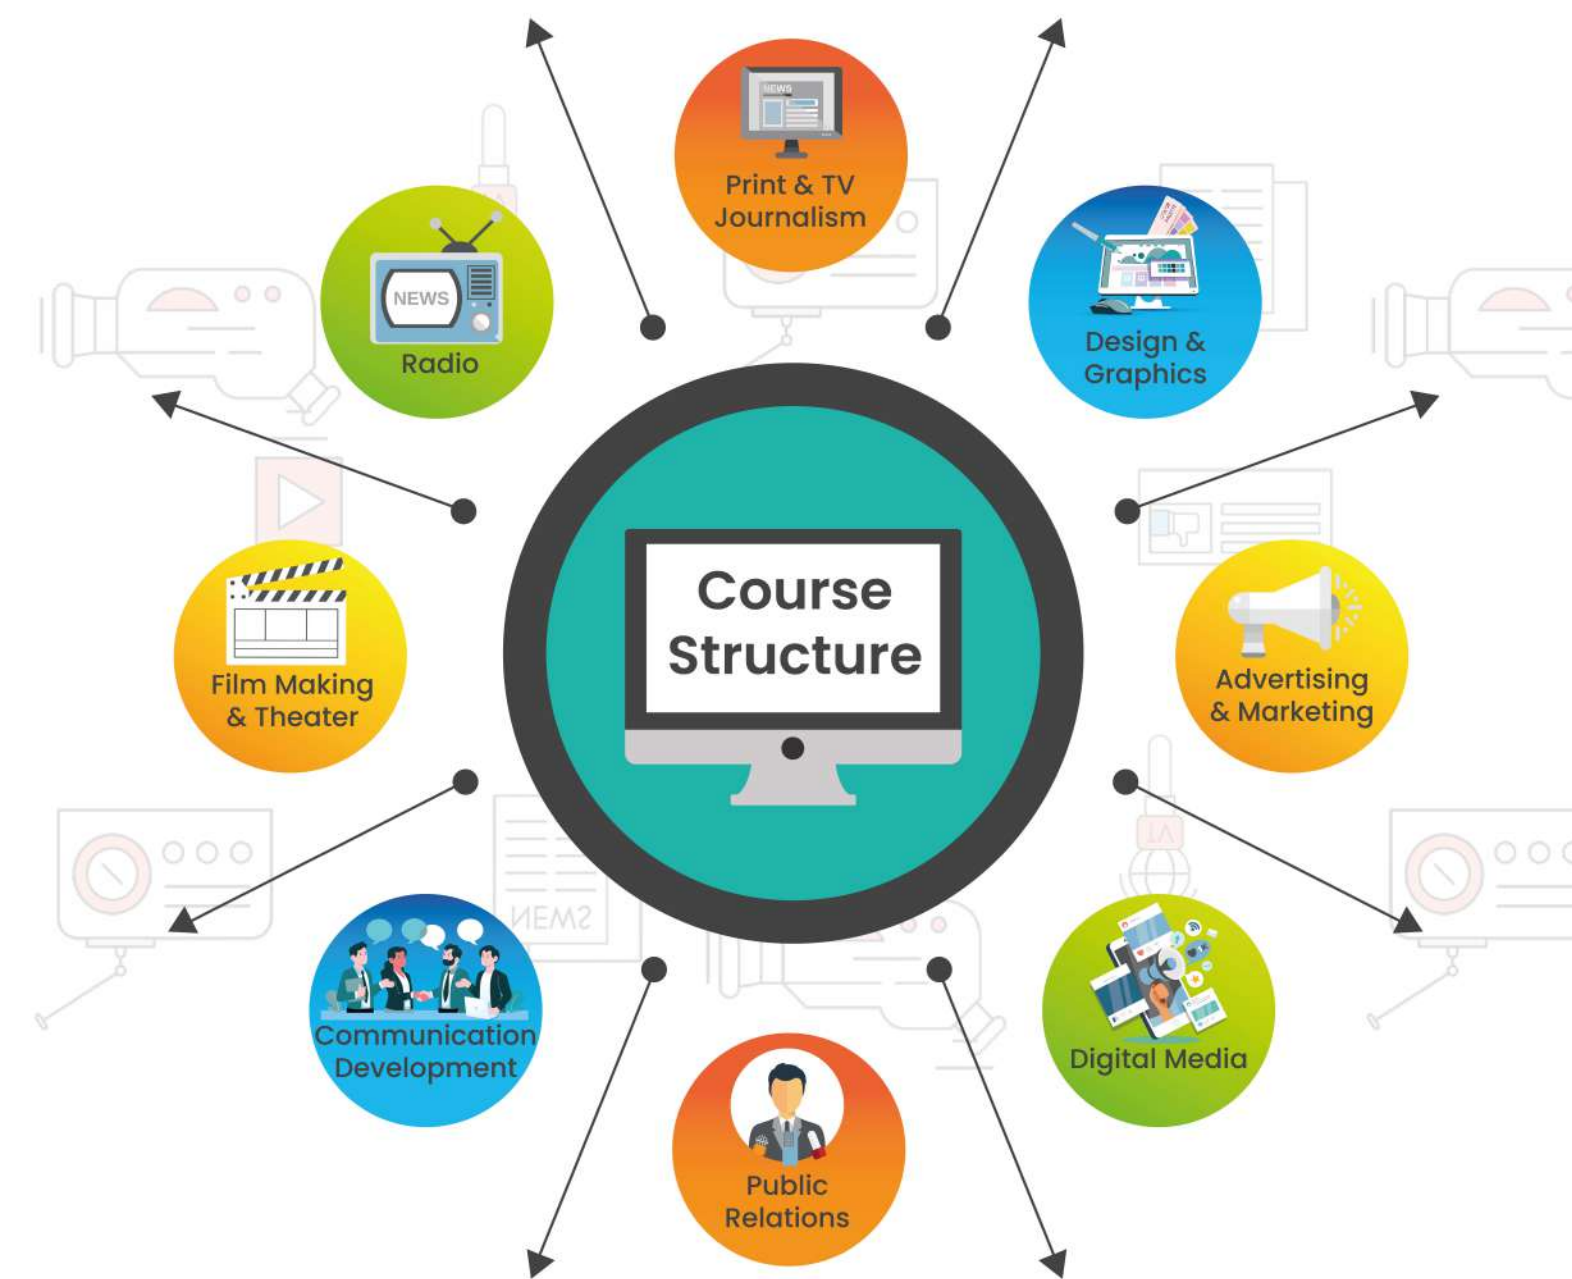 NEWS
Print & TV
Journalism
NEWS
Radio
Design &
Graphics
Course
Structure
Film Making
& Theater
Advertising
& Marketing
NEWS
Communication
Development
Digital Media
Public
Relations